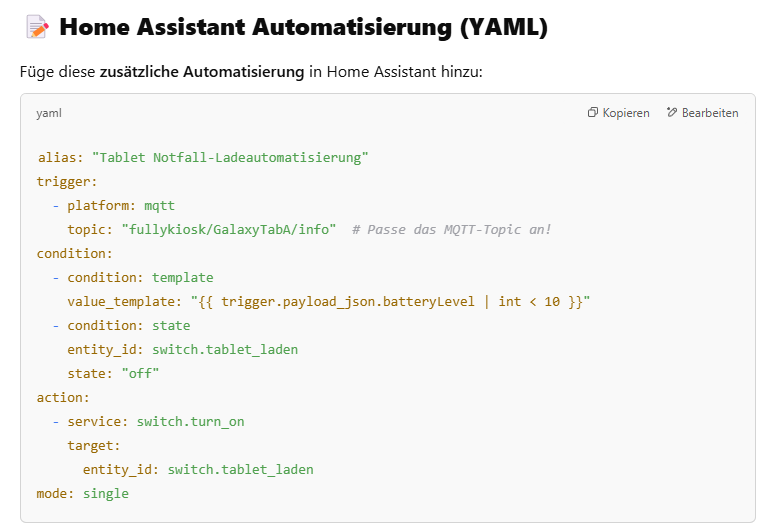 📝 Home Assistant Automatisierung (YAML)
Füge diese zusätzliche Automatisierung in Home Assistant hinzu:
yaml
Kopieren
Bearbeiten
alias: "Tablet Notfall-Ladeautomatisierung"
trigger:
  - platform: mqtt
    topic: "fullykiosk/GalaxyTabA/info"  # Passe das MQTT-Topic an!
condition:
  - condition: template
    value_template: "{{ trigger.payload_json.batteryLevel | int < 10 }}"
  - condition: state
    entity_id: switch.tablet_laden
    state: "off"
action:
  - service: switch.turn_on
    target:
      entity_id: switch.tablet_laden
mode: single